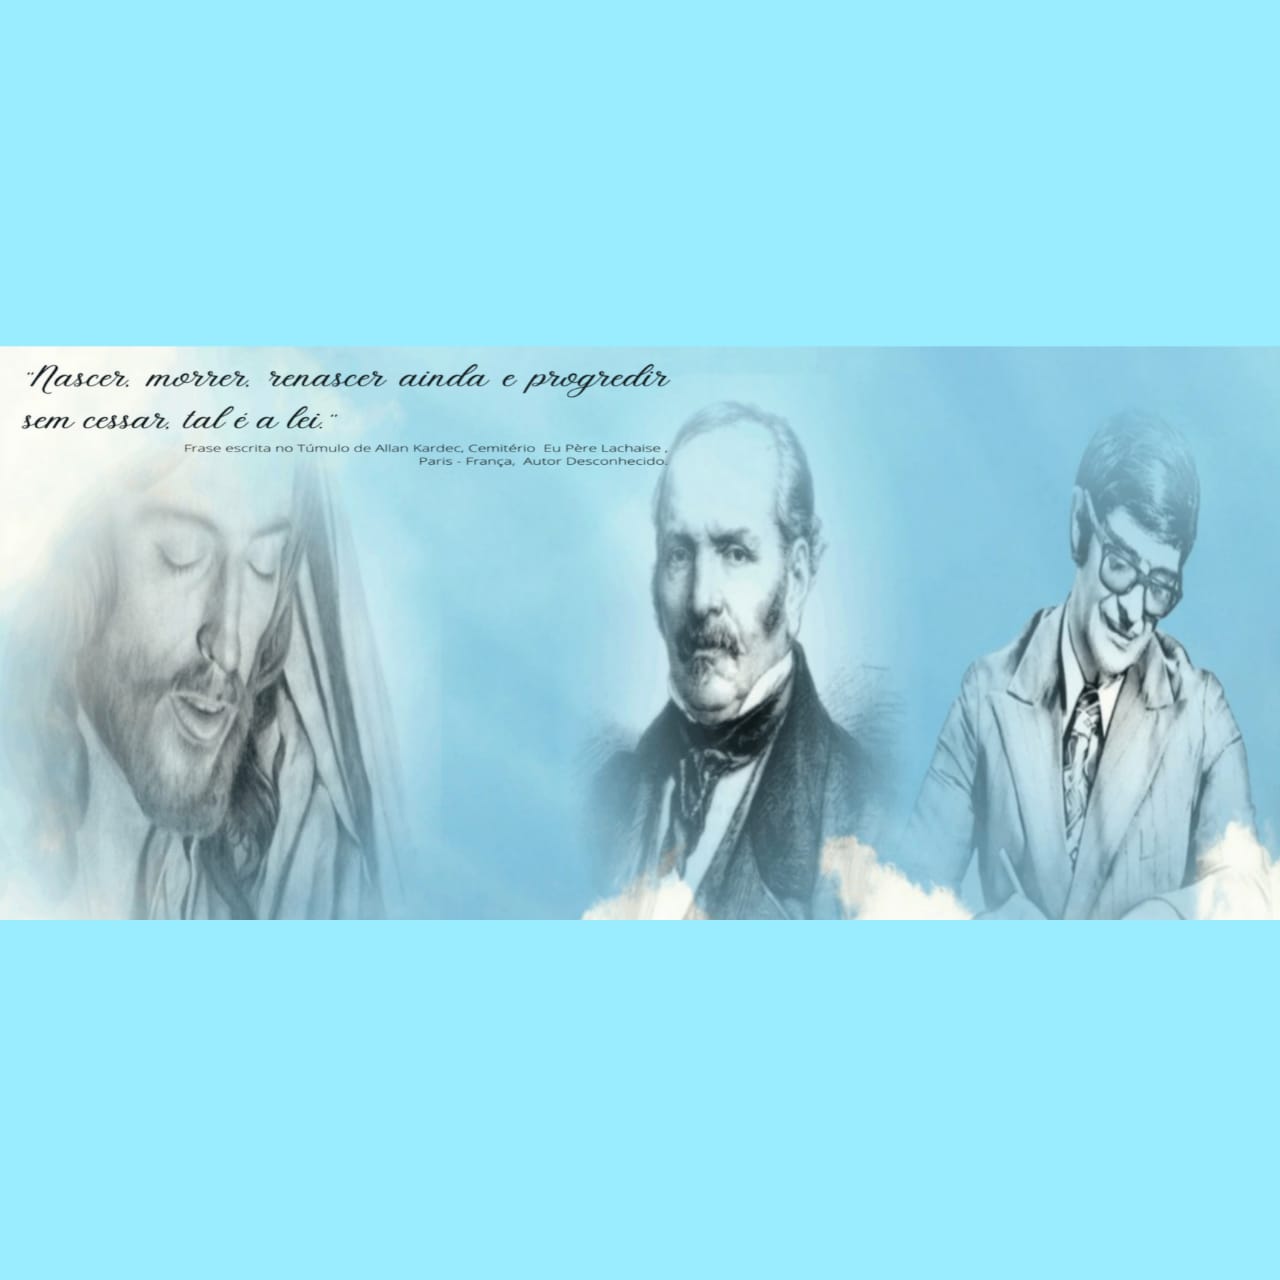 "Nascer, morrer, renascer ainda e progredir
sem cessar, tal é a lei."
Frase escrita no Túmulo de Allan Kardec, Cemitério Eu Père Lachaise ,
Paris - França, Autor Desconhecido.